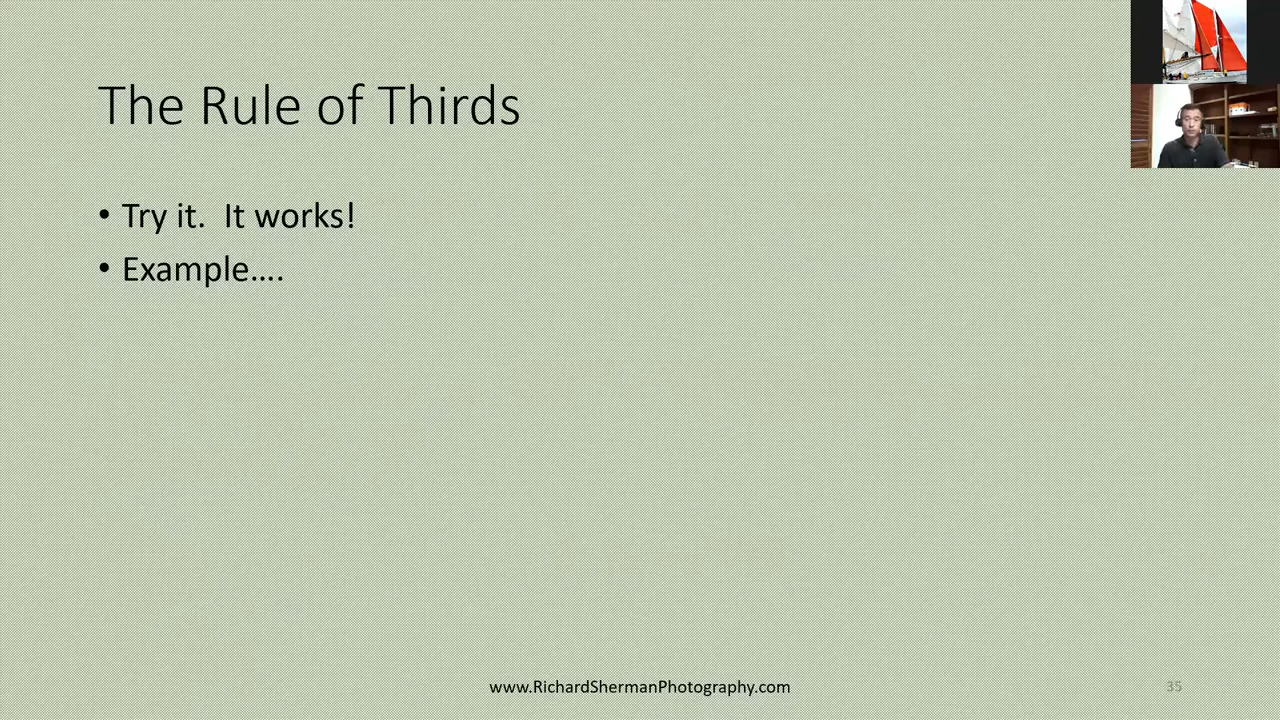 The Rule of Thirds
• Try it.  It works!
• Example....
www.RichardShermanPhotography.com
35